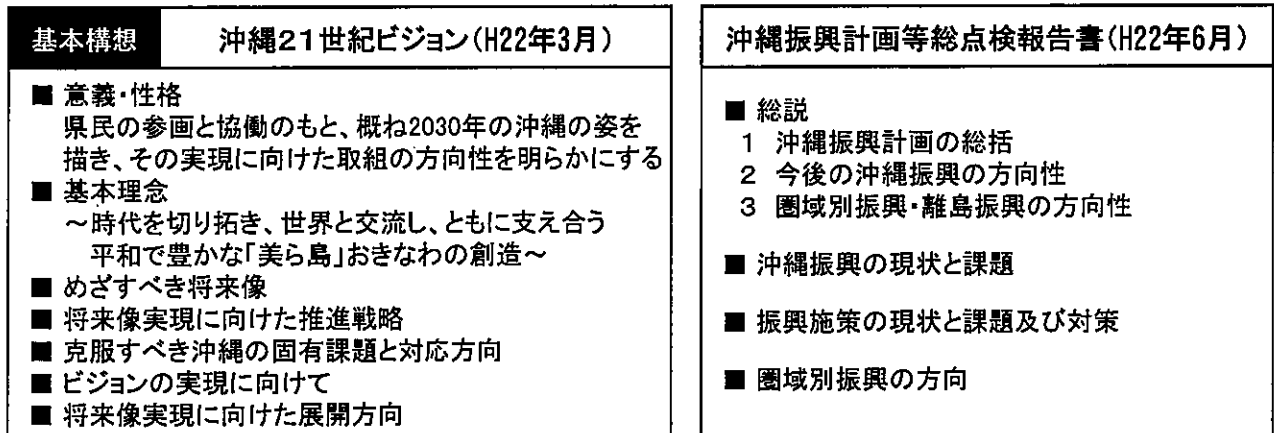 基本構想 沖縄21世紀ビジョン(H22年3月)
■ 意義・性格
県民の参画と協働のもと、概ね2030年の沖縄の姿を
描き、その実現に向けた取組の方向性を明らかにする
■ 基本理念
～時代を切り拓き、世界と交流し、ともに支え合う
平和で豊かな「美ら島」おきなわの創造～
■ めざすべき将来像
■ 将来像実現に向けた推進戦略
■ 克服すべき沖縄の固有課題と対応方向
■ ビジョンの実現に向けて
■ 将来像実現に向けた展開方向
沖縄振興計画等総点検報告書(H22年6月)
■ 総説
1 沖縄振興計画の総括
2 今後の沖縄振興の方向性
3 圏域別振興・離島振興の方向性
■ 沖縄振興の現状と課題
■ 振興施策の現状と課題及び対策
■ 圏域別振興の方向